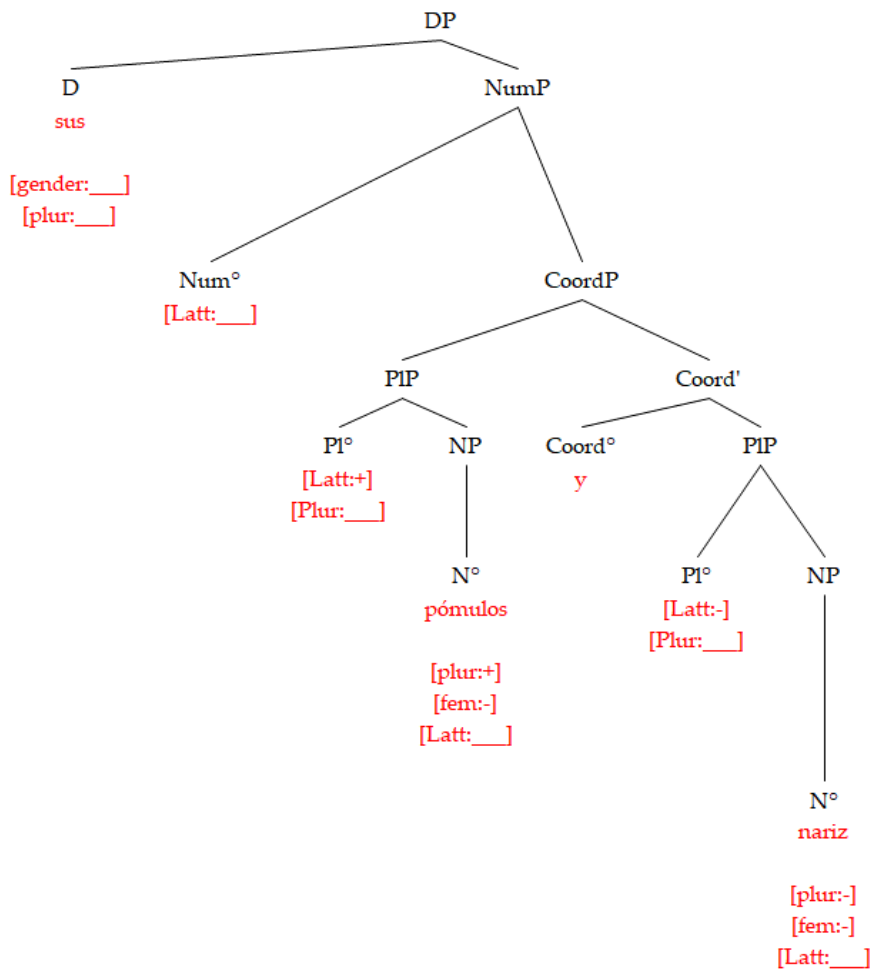 DP
D NumP
sus
[gender:___]
[plur:___]
Num° CoordP
[Latt:___]
PlP Coord'
Pl° NP Coord° PlP
[Latt:+] y
[Plur:___]
N° Pl° NP
pómulos [Latt:-]
[Plur:___]
[plur:+]
[fem:-]
[Latt:___]
N°
nariz
[plur:-]
[fem:-]
[Latt:___]